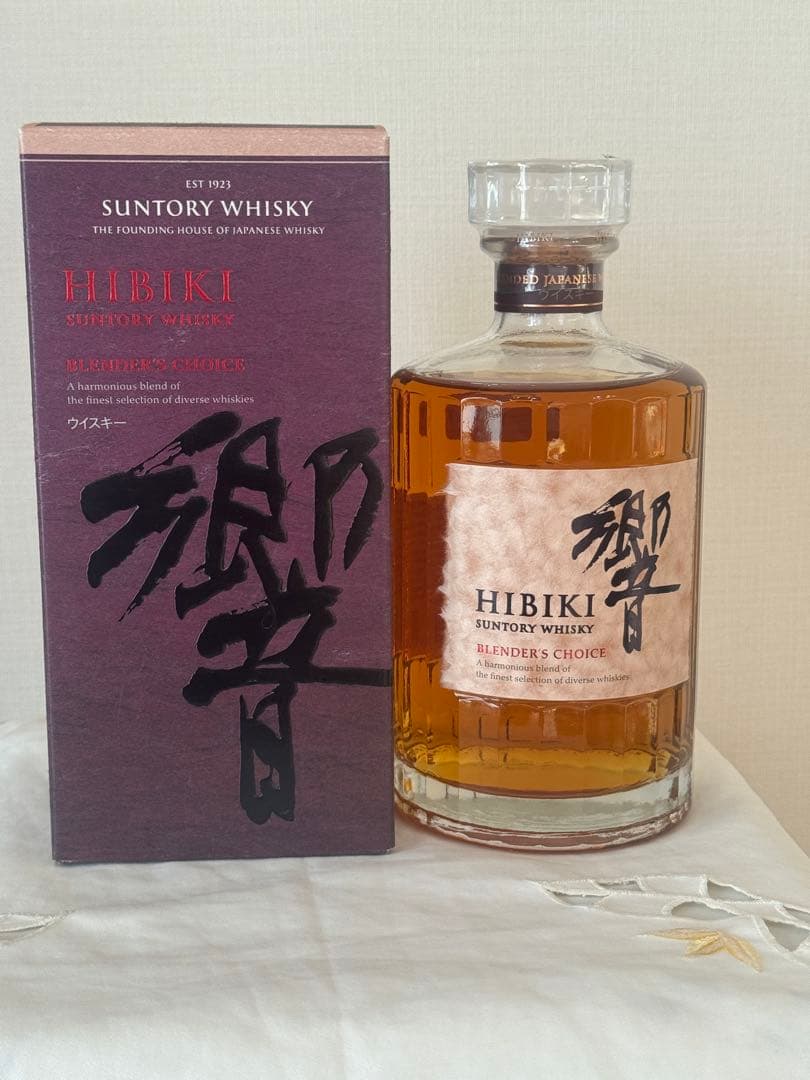 EST 1923
SUNTORY WHISKY
THE FOUNDING HOUSE OF JAPANESE WHISKY
HIBIKI
SUNTORY WHISKY
BLENDER'S CHOICE
A harmonious blend of
the finest selection of diverse whiskies
ウイスキー
響
HIBIKI
JAPANESE
ウイスキー
響
HIBIKI
SUNTORY WHISKY
BLENDER'S CHOICE
A harmonious blend of
the finest selection of diverse whiskies